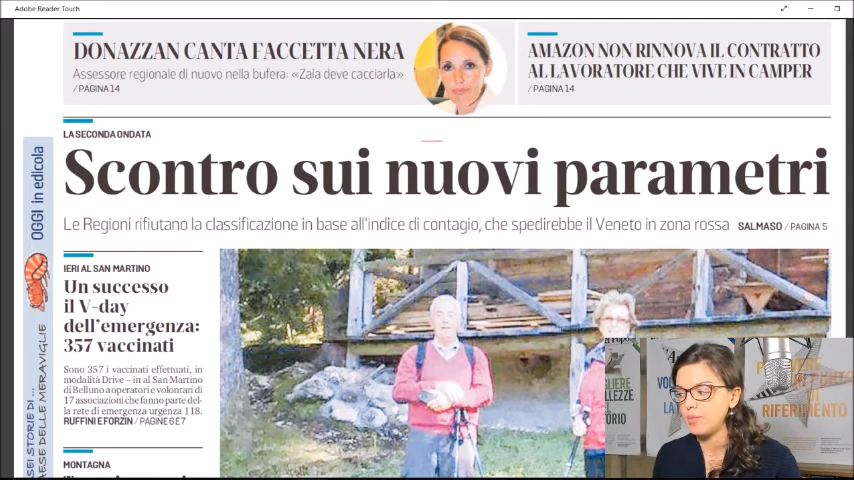 Adobe Reader Touch
DONAZZAN CANTA FACCETTA NERA
Assessore regionale di nuovo nella bufera: «Zaia deve cacciarla»
/ PAGINA 14
AMAZON NON RINNOVA IL CONTRATTO
AL LAVORATORE CHE VIVE IN CAMPER
/ PAGINA 14
LA SECONDA ONDATA
Scontro sui nuovi parametri
Le Regioni rifiutano la classificazione in base all'indice di contagio, che spedirebbe il Veneto in zona rossa SALMASO / PAGINA 5
OGGI in edicola
SEI STORIE DI ...
MERAVIGLIE
IERI AL SAN MARTINO
Un successo
il V-day
dell'emergenza:
357 vaccinati
Sono 357 i vaccinati effettuati, in
modalità Drive – in al San Martino
di Belluno a operatori e volontari di
17 associazioni che fanno parte del-
la rete di emergenza urgenza 118.
RUFFINI E FORZIN / PAGINE 6 E 7
MONTAGNA
DI
RIFERIMENTO